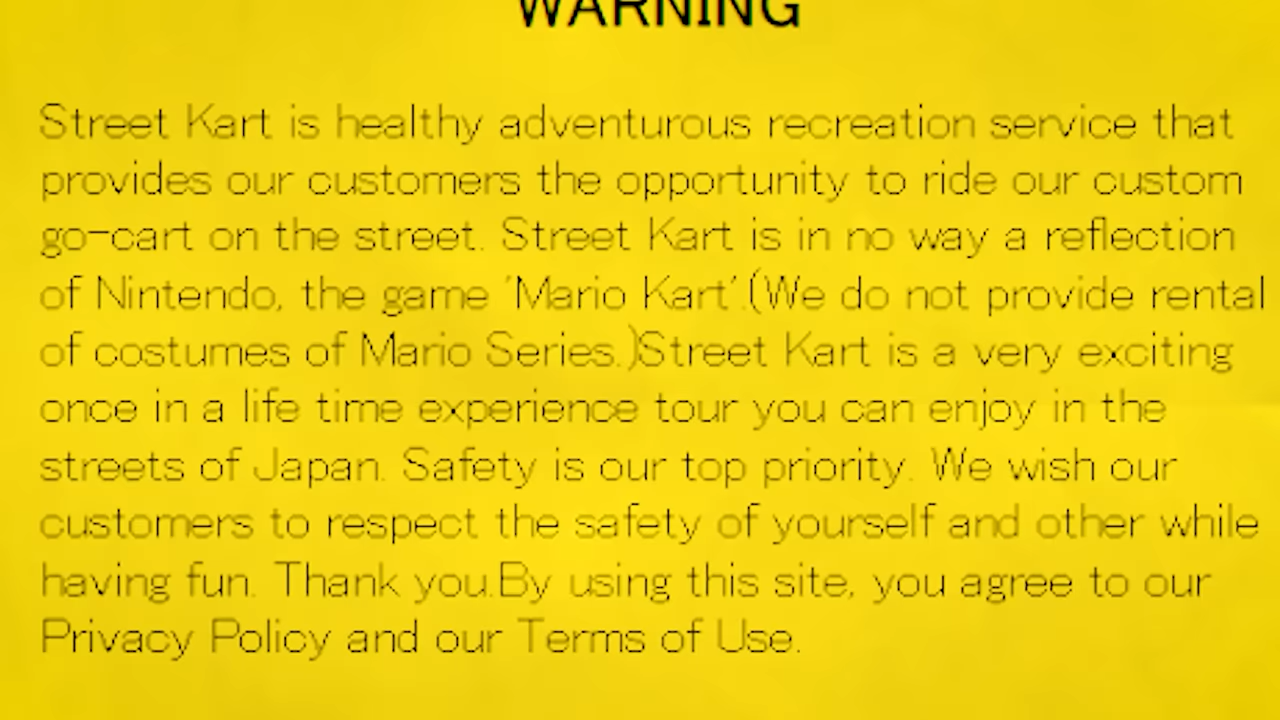 WARNING
Street Kart is healthy adventurous recreation service that
provides our customers the opportunity to ride our custom
go-cart on the street. Street Kart is in no way a reflection
of Nintendo, the game 'Mario Kart'.(We do not provide rental
of costumes of Mario Series.)Street Kart is a very exciting
once in a life time experience tour you can enjoy in the
streets of Japan. Safety is our top priority. We wish our
customers to respect the safety of yourself and other while
having fun. Thank you.By using this site, you agree to our
Privacy Policy and our Terms of Use.